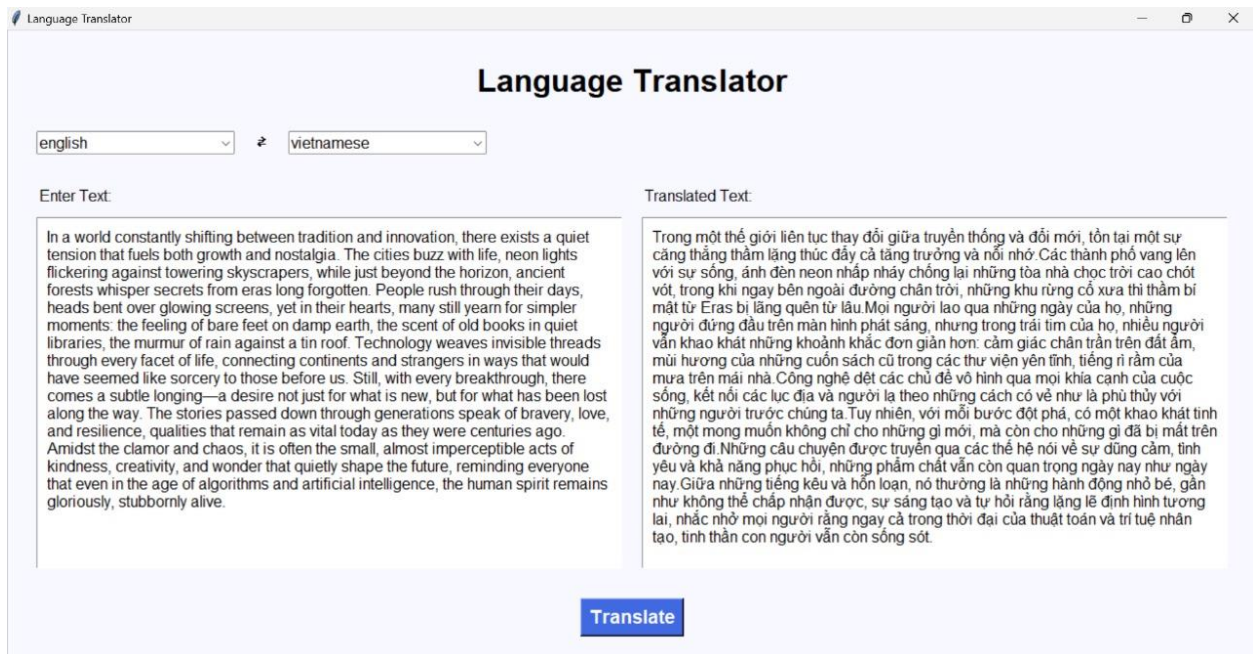 Language Translator
Language Translator
english
⇄
vietnamese
Enter Text:
In a world constantly shifting between tradition and innovation, there exists a quiet
tension that fuels both growth and nostalgia. The cities buzz with life, neon lights
flickering against towering skyscrapers, while just beyond the horizon, ancient
forests whisper secrets from eras long forgotten. People rush through their days,
heads bent over glowing screens, yet in their hearts, many still yearn for simpler
moments: the feeling of bare feet on damp earth, the scent of old books in quiet
libraries, the murmur of rain against a tin roof. Technology weaves invisible threads
through every facet of life, connecting continents and strangers in ways that would
have seemed like sorcery to those before us. Still, with every breakthrough, there
comes a subtle longing—a desire not just for what is new, but for what has been lost
along the way. The stories passed down through generations speak of bravery, love,
and resilience, qualities that remain as vital today as they were centuries ago.
Amidst the clamor and chaos, it is often the small, almost imperceptible acts of
kindness, creativity, and wonder that quietly shape the future, reminding everyone
that even in the age of algorithms and artificial intelligence, the human spirit remains
gloriously, stubbornly alive.
Translated Text:
Trong một thế giới liên tục thay đổi giữa truyền thống và đổi mới, tồn tại một sự
căng thẳng thầm lặng thúc đẩy cả tăng trưởng và nỗi nhớ.Các thành phố vang lên
với sự sống, ánh đèn neon nhấp nháy chống lại những tòa nhà chọc trời cao chót
vót, trong khi ngay bên ngoài đường chân trời, những khu rừng cổ xưa thì thầm bí
mật từ Eras bị lãng quên từ lâu.Mọi người lao qua những ngày của họ, những
người đứng đầu trên màn hình phát sáng, nhưng trong trái tim của họ, nhiều người
vẫn khao khát những khoảnh khắc đơn giản hơn: cảm giác chân trần trên đất ẩm,
mùi hương của những cuốn sách cũ trong các thư viện yên tĩnh, tiếng rì rầm của
mưa trên mái nhà.Công nghệ dệt các chủ đề vô hình qua mọi khía cạnh của cuộc
sống, kết nối các lục địa và người lạ theo những cách có vẻ như là phù thủy với
những người trước chúng ta.Tuy nhiên, với mỗi bước đột phá, có một khao khát tinh
tế, một mong muốn không chỉ cho những gì mới, mà còn cho những gì đã bị mất trên
đường đi.Những câu chuyện được truyền qua các thế hệ nói về sự dũng cảm, tình
yêu và khả năng phục hồi, những phẩm chất vẫn còn quan trọng ngày nay như ngày
nay.Giữa những tiếng kêu và hỗn loạn, nó thường là những hành động nhỏ bé, gần
như không thể chấp nhận được, sự sáng tạo và tự hỏi rằng lặng lẽ định hình tương
lai, nhắc nhở mọi người rằng ngay cả trong thời đại của thuật toán và trí tuệ nhân
tạo, tinh thần con người vẫn còn sống sót.
Translate